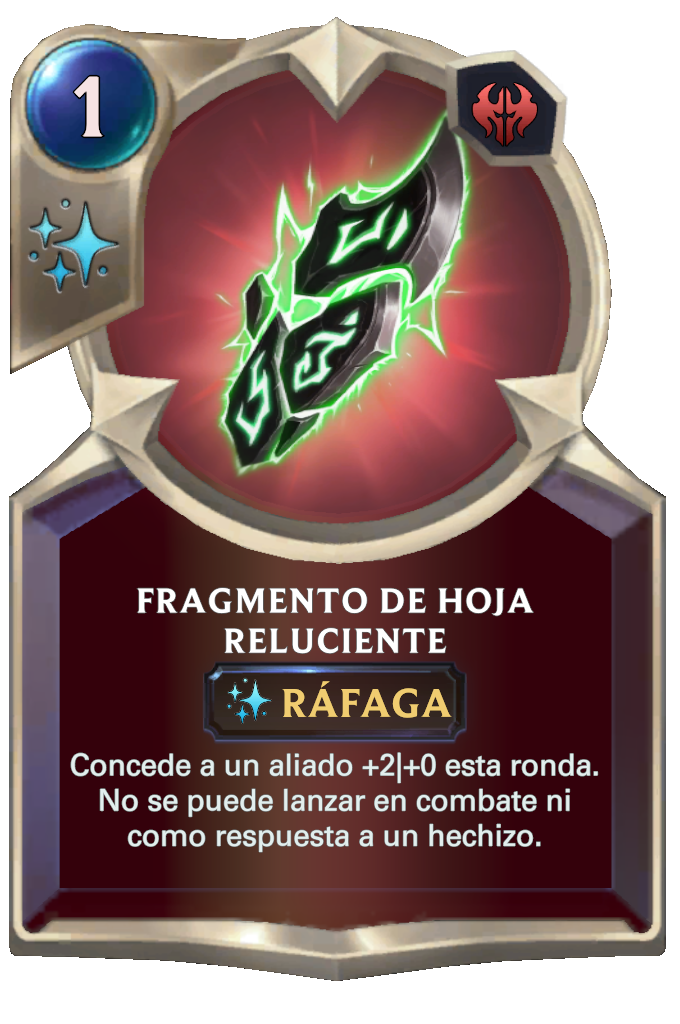 1
FRAGMENTO DE HOJA
RELUCIENTE
RÁFAGA
Concede a un aliado +2|+0 esta ronda.
No se puede lanzar en combate ni
como respuesta a un hechizo.